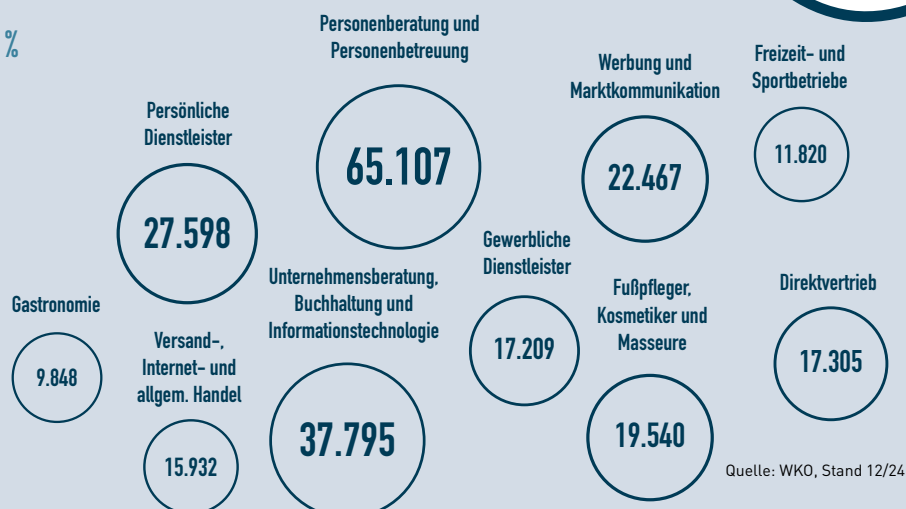 %
Personenberatung und
Personenbetreuung
65.107
Werbung und
Marktkommunikation
22.467
Freizeit- und
Sportbetriebe
11.820
Persönliche
Dienstleister
27.598
Gewerbliche
Dienstleister
17.209
Unternehmensberatung,
Buchhaltung und
Informationstechnologie
37.795
Fußpfleger,
Kosmetiker und
Masseure
19.540
Direktvertrieb
17.305
Gastronomie
9.848
Versand-,
Internet- und
allgem. Handel
15.932
Quelle: WKO, Stand 12/24